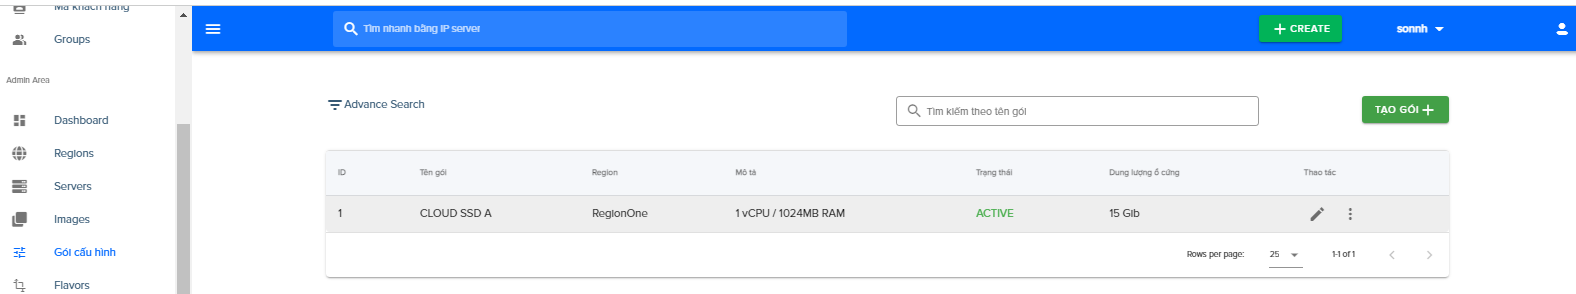 Mã khách hàng
Groups
Admin Area
Dashboard
Regions
Servers
Images
Gói cấu hình
Flavors
Tìm nhanh bằng IP server
CREATE
sonnh
Advance Search
Tìm kiếm theo tên gói
TẠO GÓI
ID Tên gói Region Mô tả Trạng thái Dung lượng ổ cứng Thao tác
1 CLOUD SSD A RegionOne 1 vCPU / 1024MB RAM ACTIVE 15 Gib
Rows per page: 25 1-1 of 1